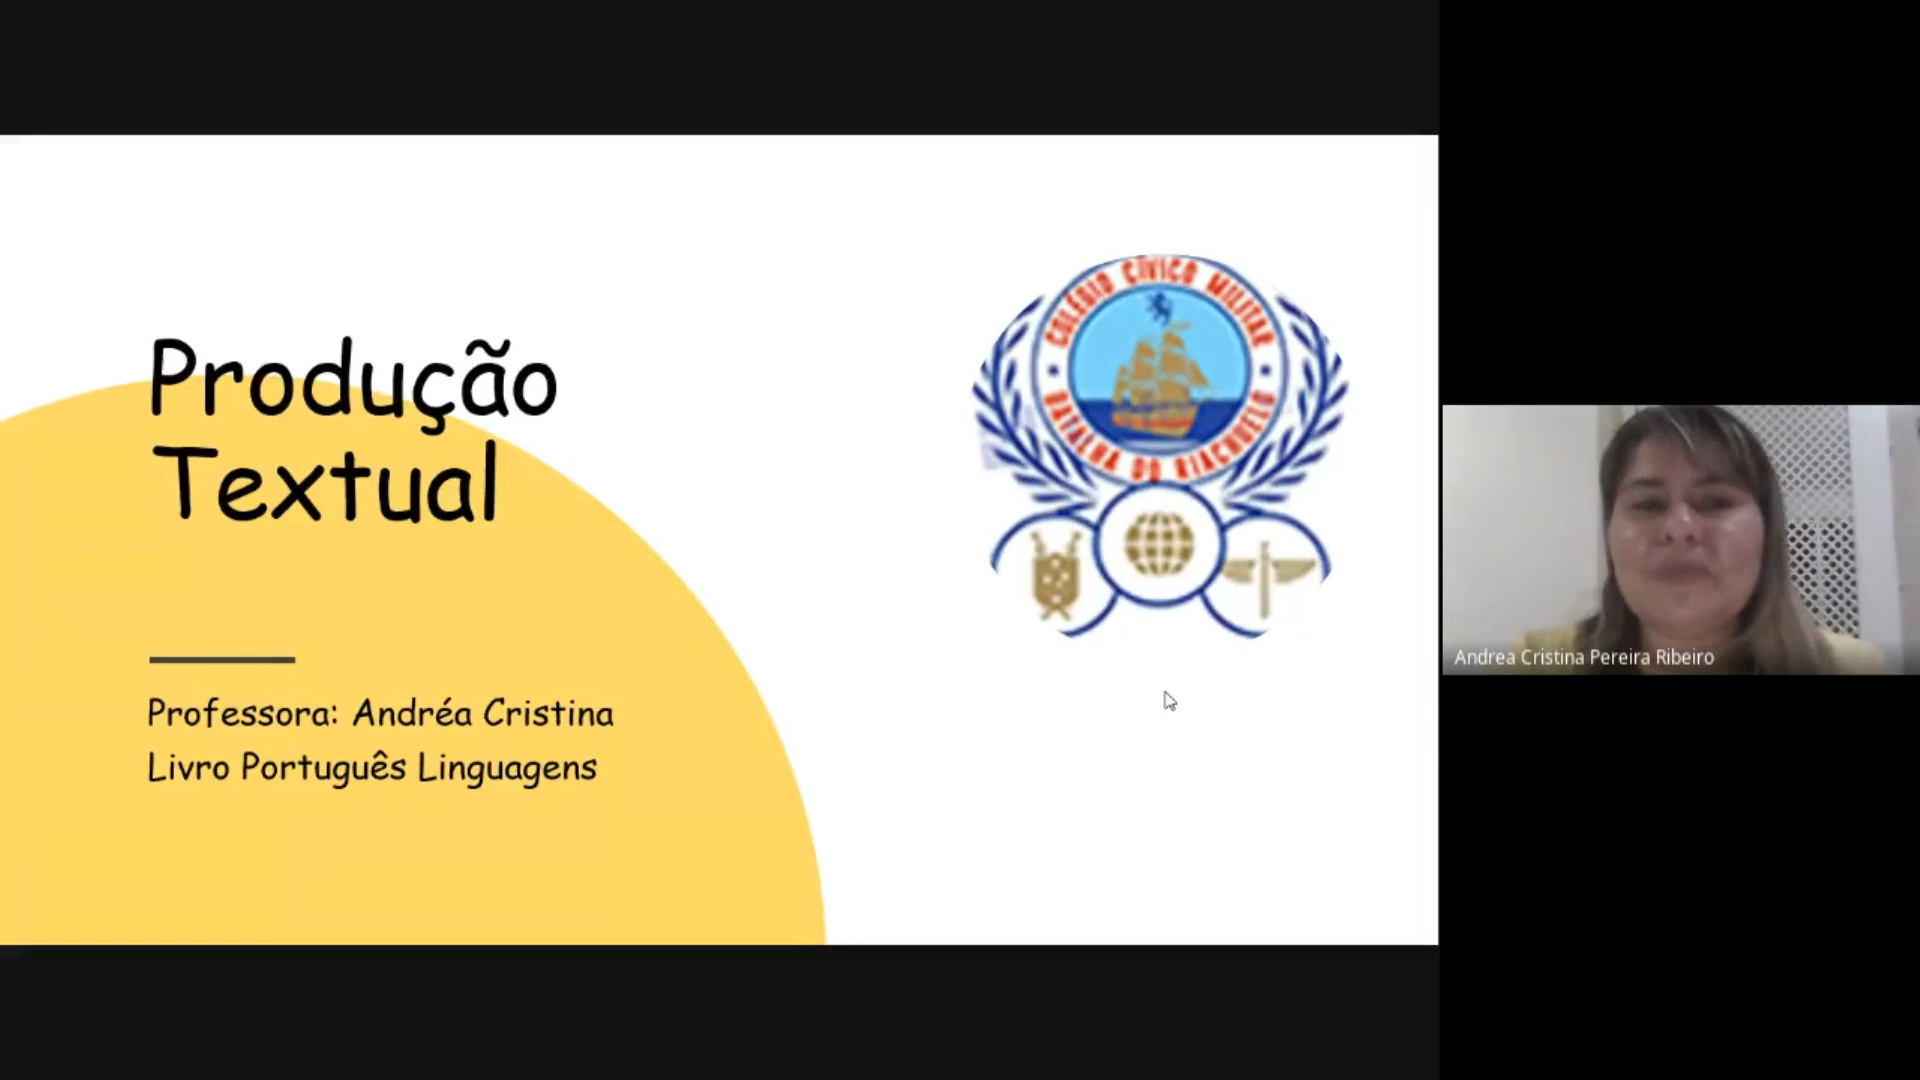 Produção
Textual
Professora: Andréa Cristina
Livro Português Linguagens
COLÉGIO CÍVICO MILITAR
BATALHA DO RIACHUELO
Andrea Cristina Pereira Ribeiro